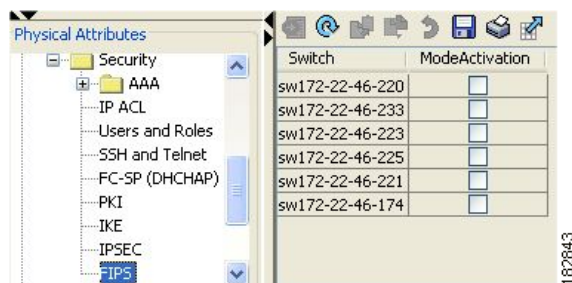 Physical Attributes
Security
AAA
IP ACL
Users and Roles
SSH and Telnet
FC-SP (DHCHAP)
PKI
IKE
IPSEC
FIPS
Switch ModeActivation
sw172-22-46-220
sw172-22-46-233
sw172-22-46-223
sw172-22-46-225
sw172-22-46-221
sw172-22-46-174
182843